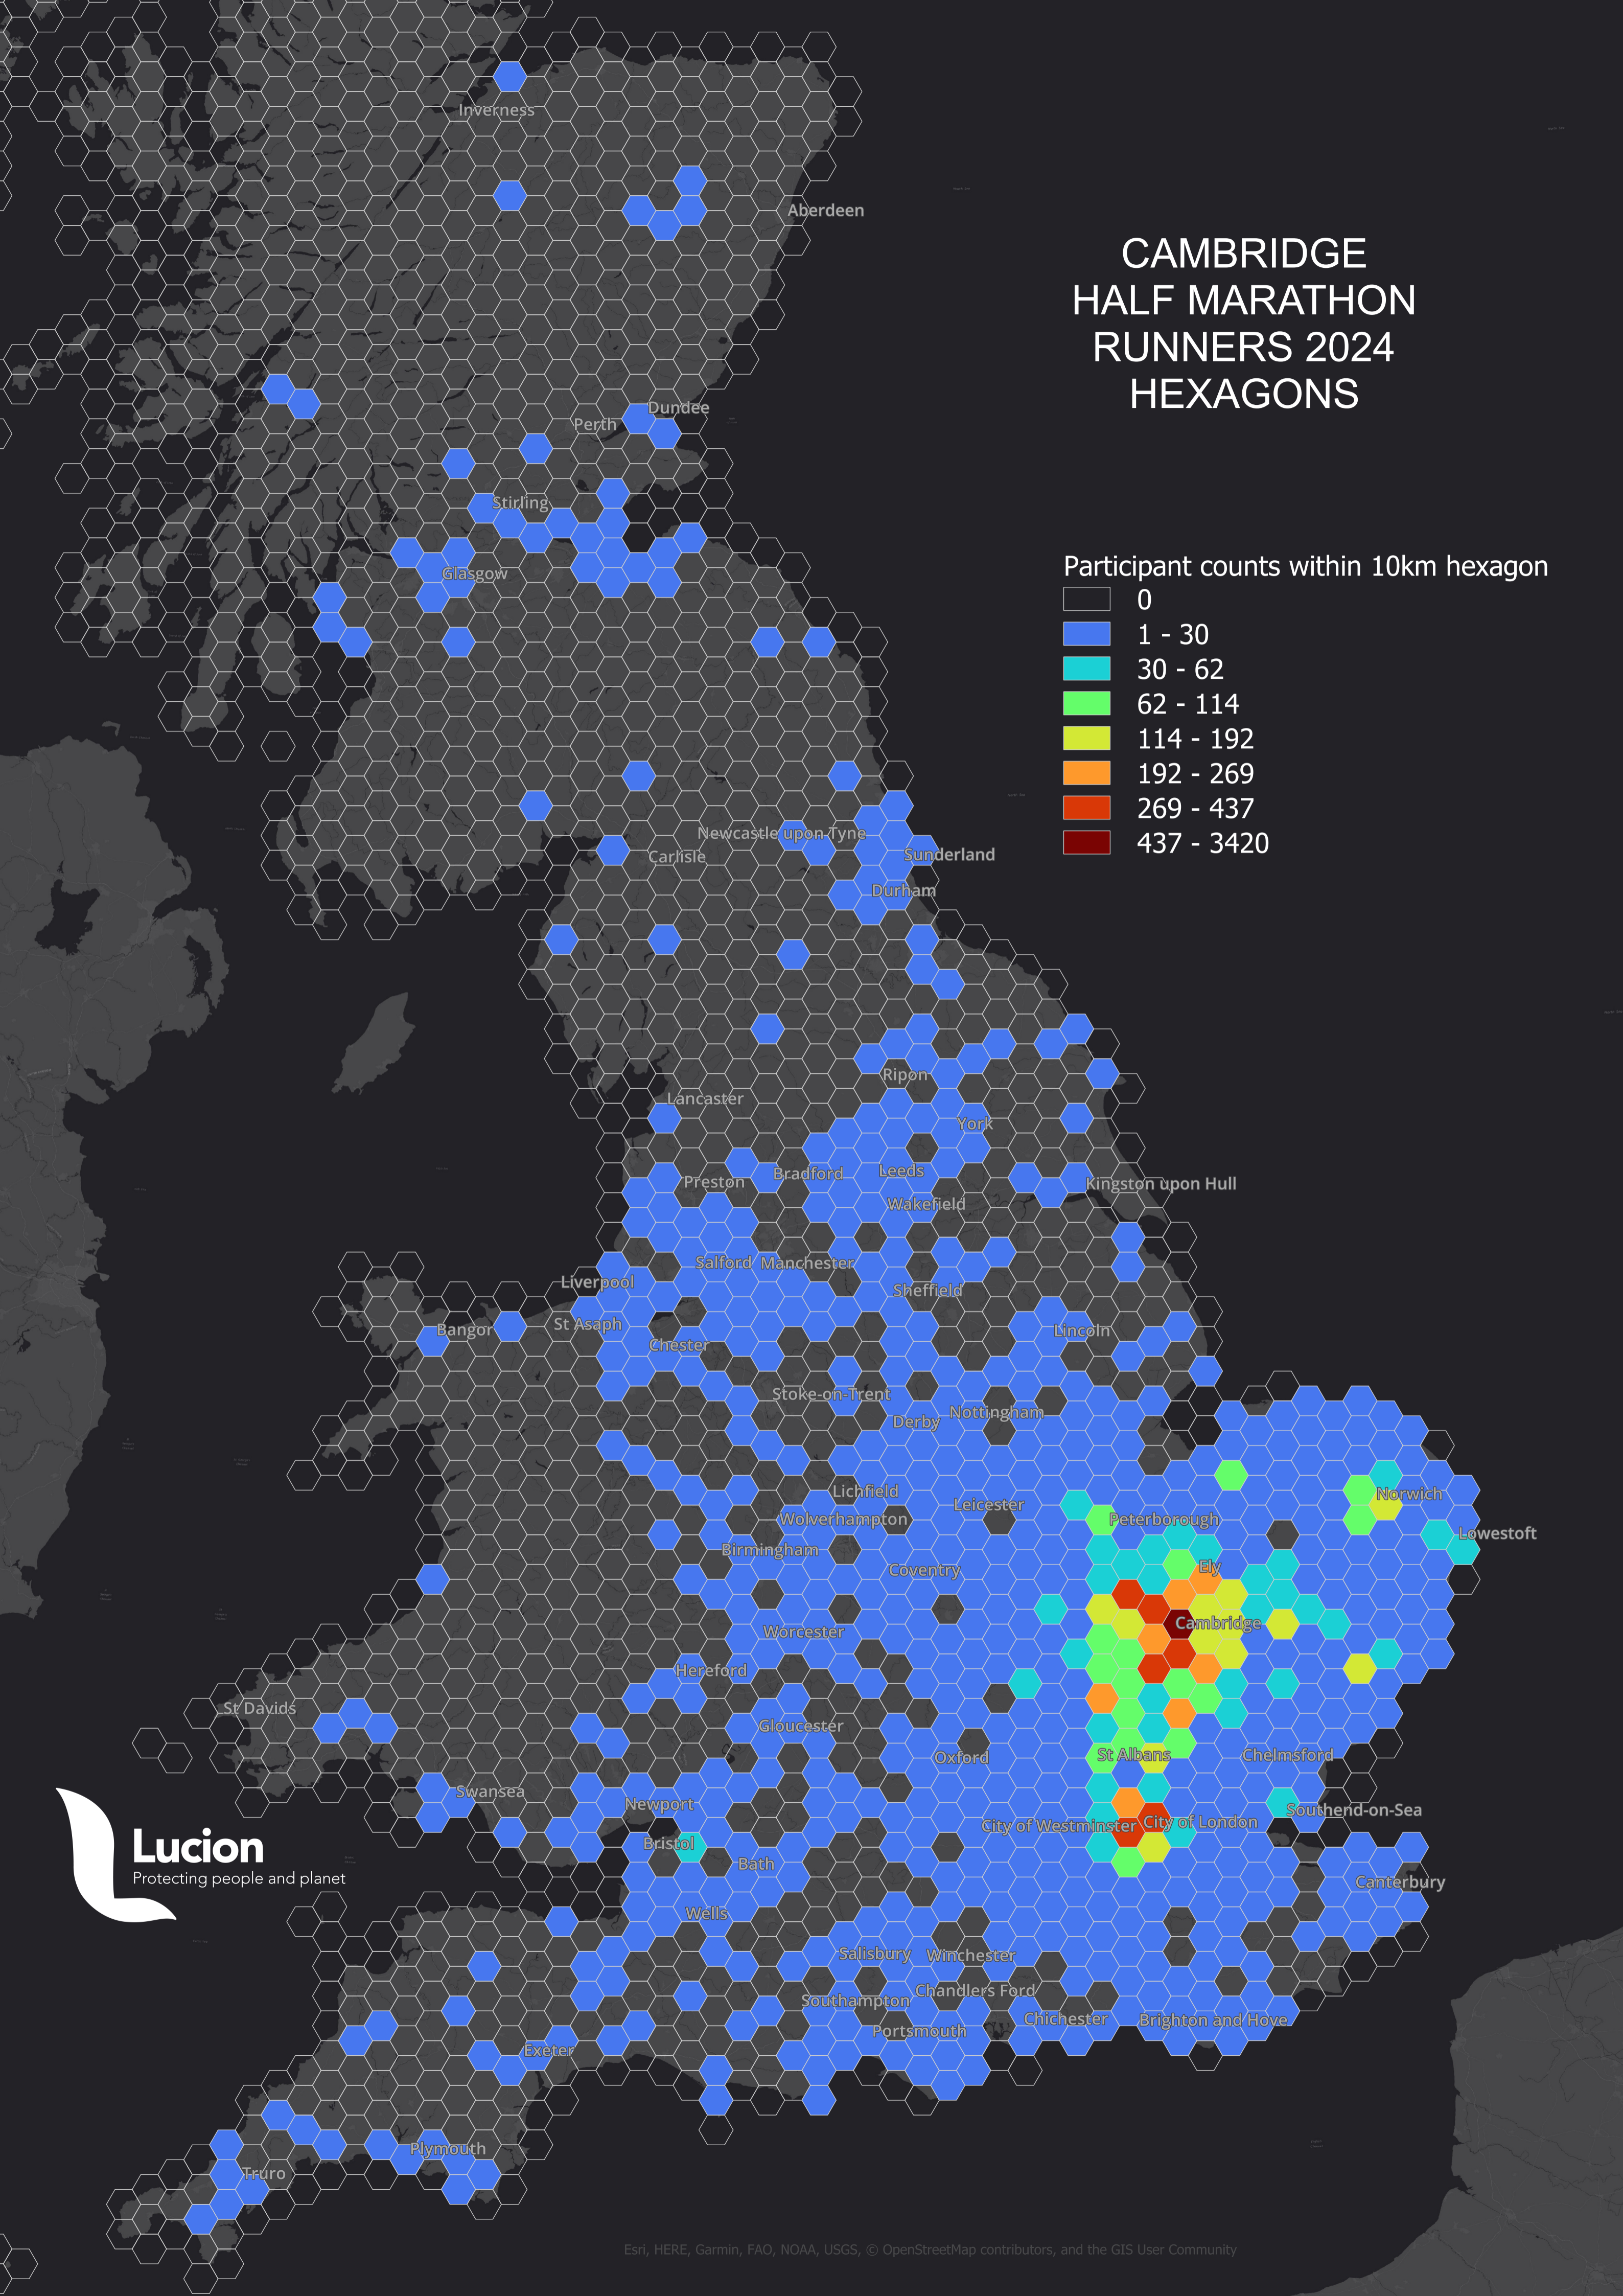 Inverness
Aberdeen
CAMBRIDGE
HALF MARATHON
RUNNERS 2024
HEXAGONS
Dundee
Perth
Stirling
Glasgow
Participant counts within 10km hexagon
0
1 - 30
30 - 62
62 - 114
114 - 192
192 - 269
269 - 437
437 - 3420
Newcastle upon Tyne
Carlisle
Sunderland
Durham
Ripon
Lancaster
York
Bradford
Leeds
Preston
Kingston upon Hull
Wakefield
Salford
Manchester
Liverpool
Sheffield
St Asaph
Bangor
Lincoln
Chester
Stoke-on-Trent
Nottingham
Derby
Lichfield
Norwich
Leicester
Wolverhampton
Peterborough
Lowestoft
Birmingham
Ely
Coventry
Cambridge
Worcester
Hereford
St Davids
Gloucester
Oxford
St Albans
Chelmsford
Swansea
Newport
Southend-on-Sea
City of Westminster
City of London
Bristol
Lucion
Protecting people and planet
Bath
Canterbury
Wells
Salisbury
Winchester
Chandlers Ford
Southampton
Chichester
Brighton and Hove
Portsmouth
Exeter
Plymouth
Truro
Esri, HERE, Garmin, FAO, NOAA, USGS, © OpenStreetMap contributors, and the GIS User Community